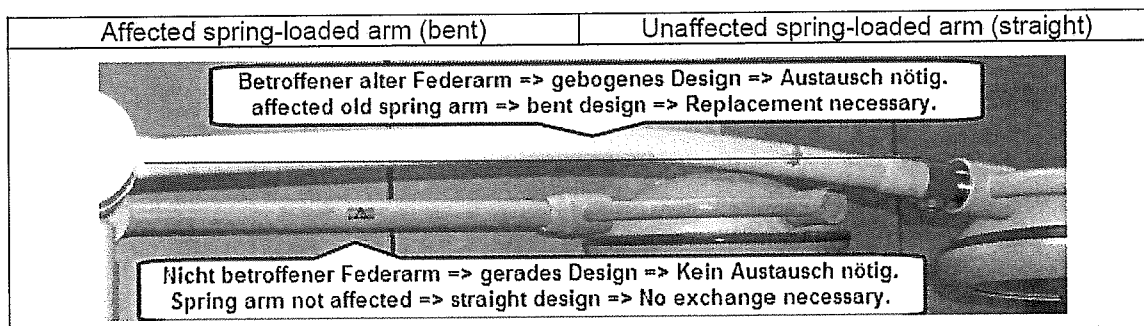 Affected spring-loaded arm (bent)
Unaffected spring-loaded arm (straight)
Betroffener alter Federarm => gebogenes Design => Austausch nötig.
affected old spring arm => bent design => Replacement necessary.
Nicht betroffener Federarm => gerades Design => Kein Austausch nötig.
Spring arm not affected => straight design => No exchange necessary.